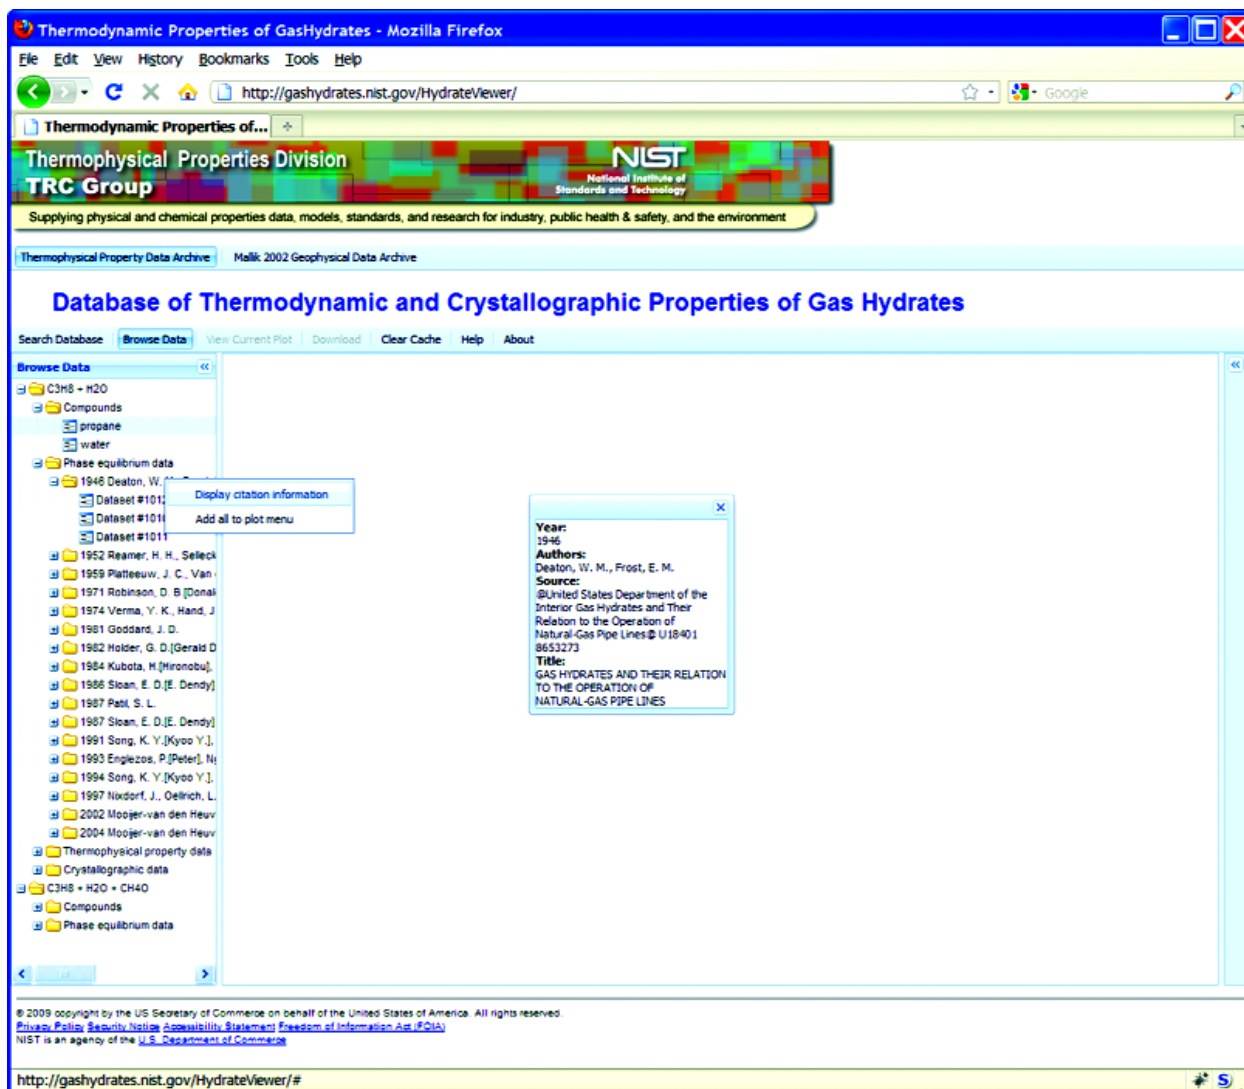 Thermodynamic Properties of GasHydrates - Mozilla Firefox
File Edit View History Bookmarks Tools Help
http://gashydrates.nist.gov/HydrateViewer/
Google
Thermodynamic Properties of...
Thermophysical Properties Division
TRC Group
NIST
National Institute of
Standards and Technology
Supplying physical and chemical properties data, models, standards, and research for industry, public health & safety, and the environment
Thermophysical Property Data Archive Mallik 2002 Geophysical Data Archive
Database of Thermodynamic and Crystallographic Properties of Gas Hydrates
Search Database Browse Data View Current Plot Download Clear Cache Help About
Browse Data
C3H8 + H2O
Compounds
propane
water
Phase equilibrium data
1946 Deaton, W.
Dataset #1012
Dataset #1010
Dataset #1011
Display citation information
Add all to plot menu
1952 Reamer, H. H., Selleck
1959 Platteeuw, J. C., Van
1971 Robinson, D. B.[Donal
1974 Verma, Y. K., Hand, J
1981 Goddard, J. D.
1982 Holder, G. D.[Gerald D
1984 Kubota, H.[Hironobu],
1986 Sloan, E. D.[E. Dendy]
1987 Patil, S. L.
1987 Sloan, E. D.[E. Dendy]
1991 Song, K. Y.[Kyoo Y.],
1993 Englezos, P.[Peter], Ng
1994 Song, K. Y.[Kyoo Y.],
1997 Nixdorf, J., Oellrich, L.
2002 Mooijer-van den Heuv
2004 Mooijer-van den Heuv
Thermophysical property data
Crystallographic data
C3H8 + H2O + CH4O
Compounds
Phase equilibrium data
Year:
1946
Authors:
Deaton, W. M., Frost, E. M.
Source:
@United States Department of the
Interior Gas Hydrates and Their
Relation to the Operation of
Natural-Gas Pipe Lines@ U18401
8653273
Title:
GAS HYDRATES AND THEIR RELATION
TO THE OPERATION OF
NATURAL-GAS PIPE LINES
© 2009 copyright by the US Secretary of Commerce on behalf of the United States of America. All rights reserved.
Privacy Policy Security Notice Accessibility Statement Freedom of Information Act (FOIA)
NIST is an agency of the U.S. Department of Commerce
http://gashydrates.nist.gov/HydrateViewer/#